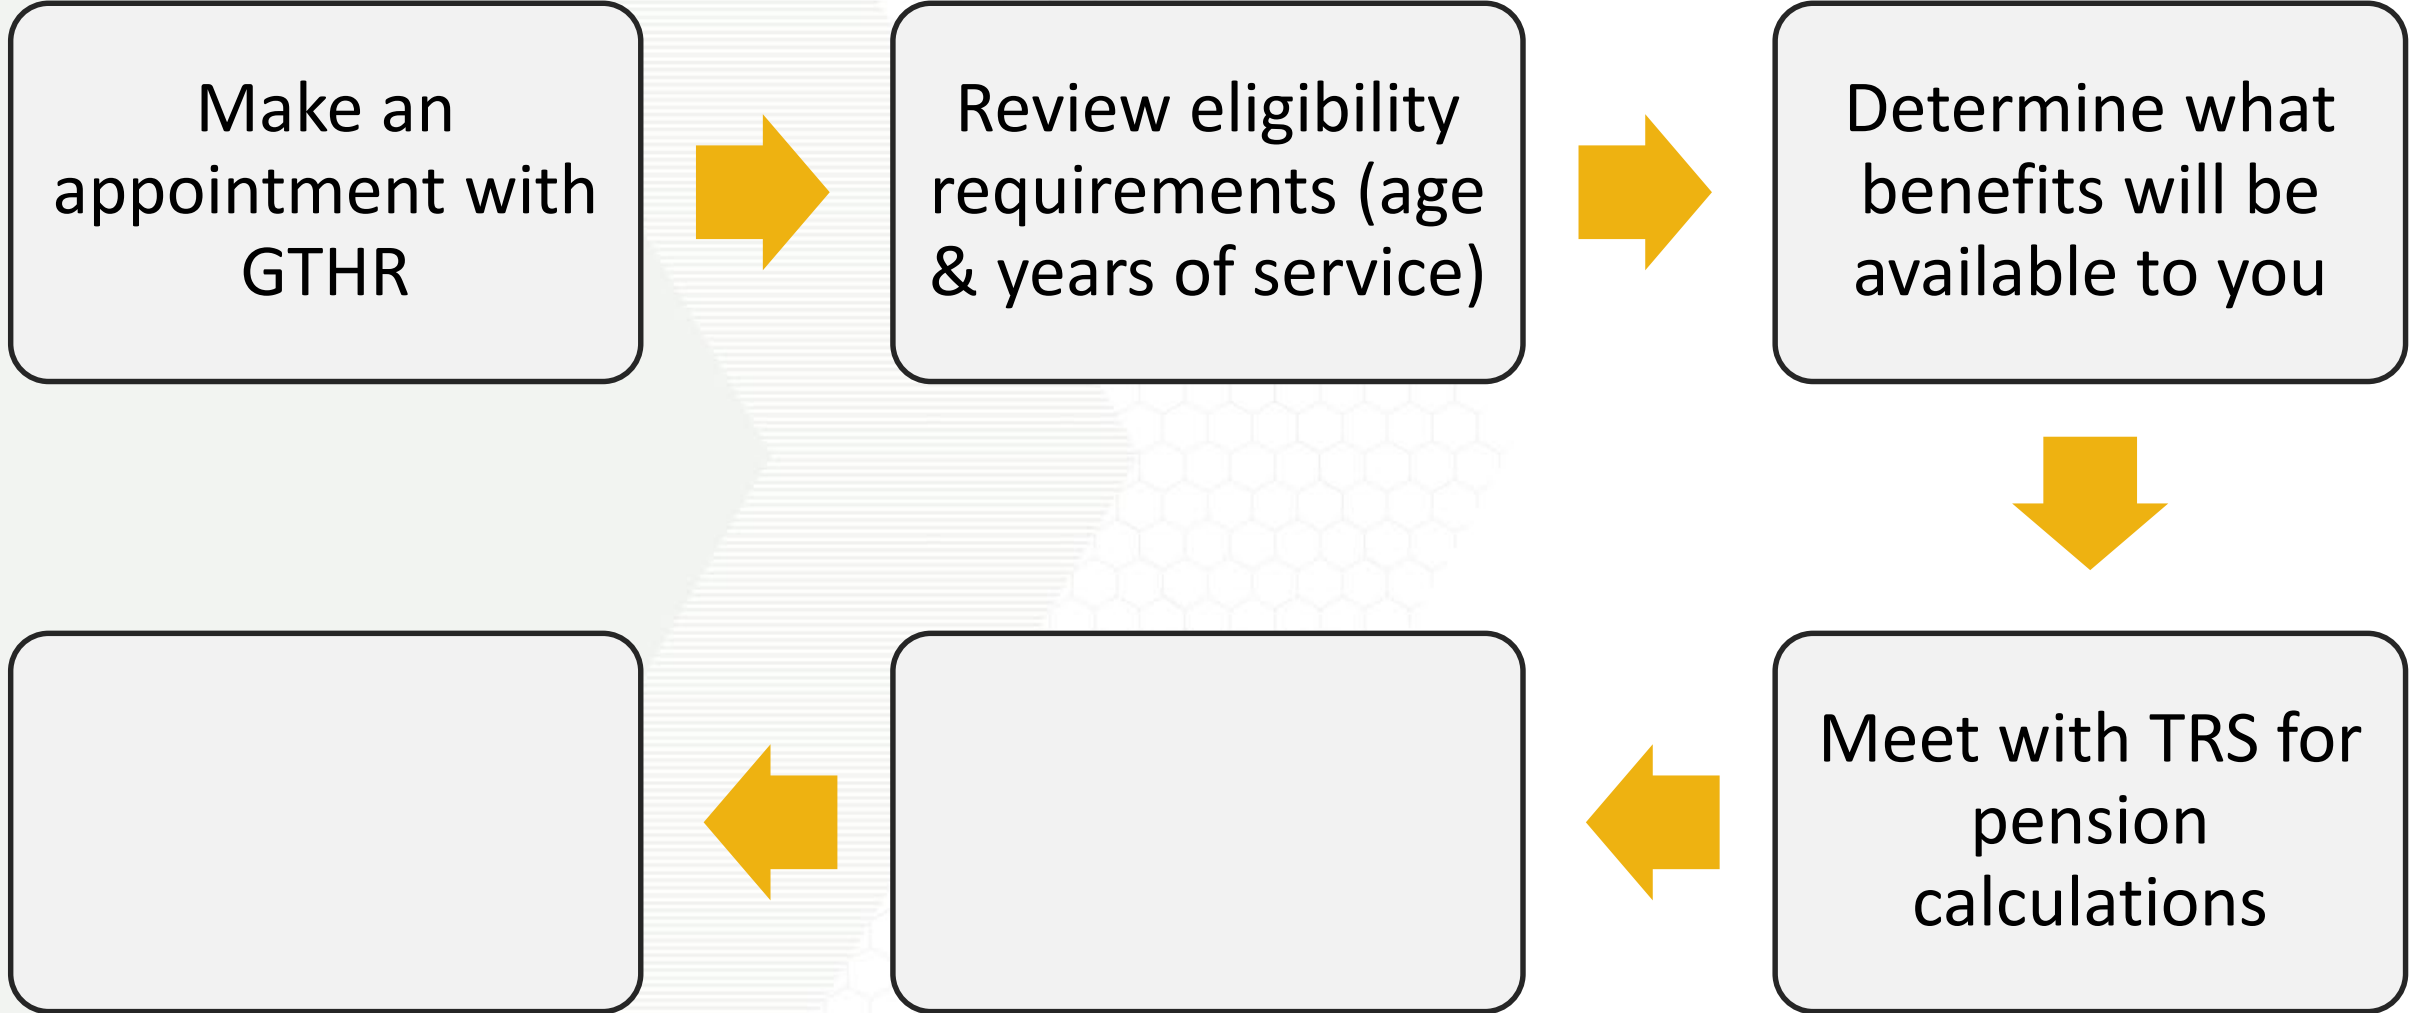 Make an
appointment with
GTHR
Review eligibility
requirements (age
& years of service)
Determine what
benefits will be
available to you
Meet with TRS for
pension
calculations